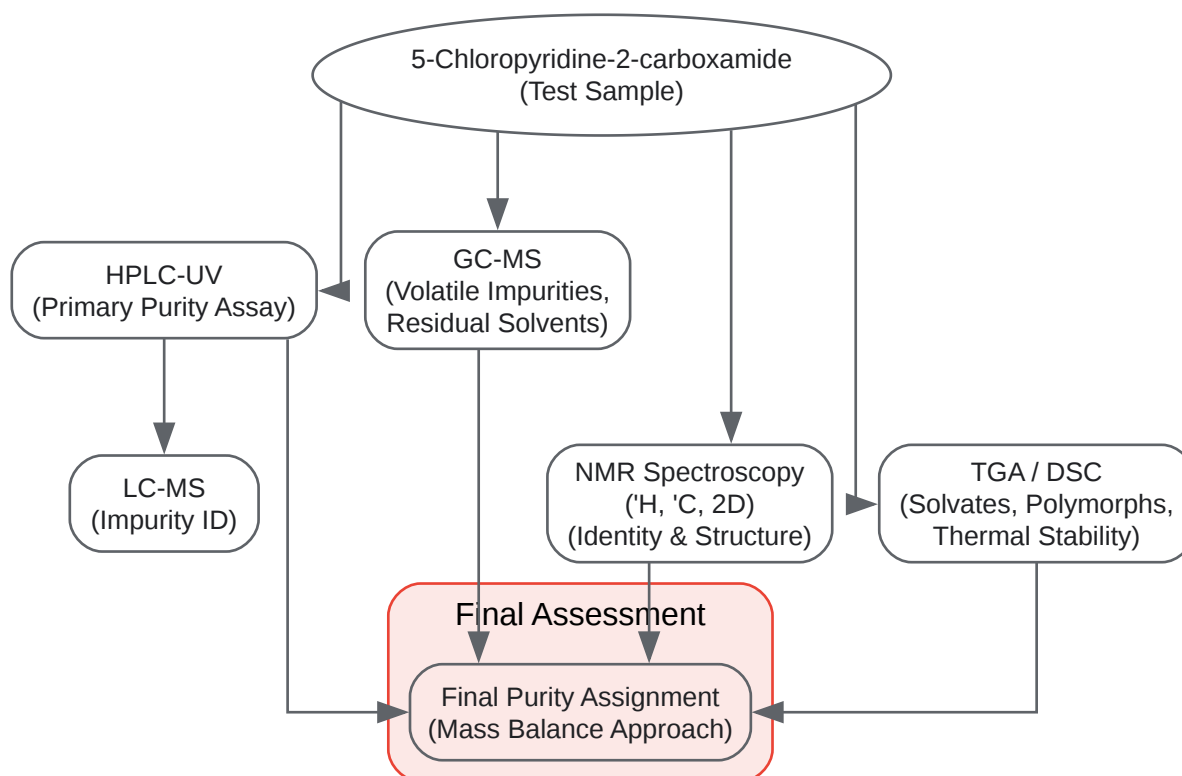 5-Chloropyridine-2-carboxamide
(Test Sample)
HPLC-UV
(Primary Purity Assay)
GC-MS
(Volatile Impurities,
Residual Solvents)
LC-MS
(Impurity ID)
NMR Spectroscopy
('H, 'C, 2D)
(Identity & Structure)
TGA / DSC
(Solvates, Polymorphs,
Thermal Stability)
Final Assessment
Final Purity Assignment
(Mass Balance Approach)